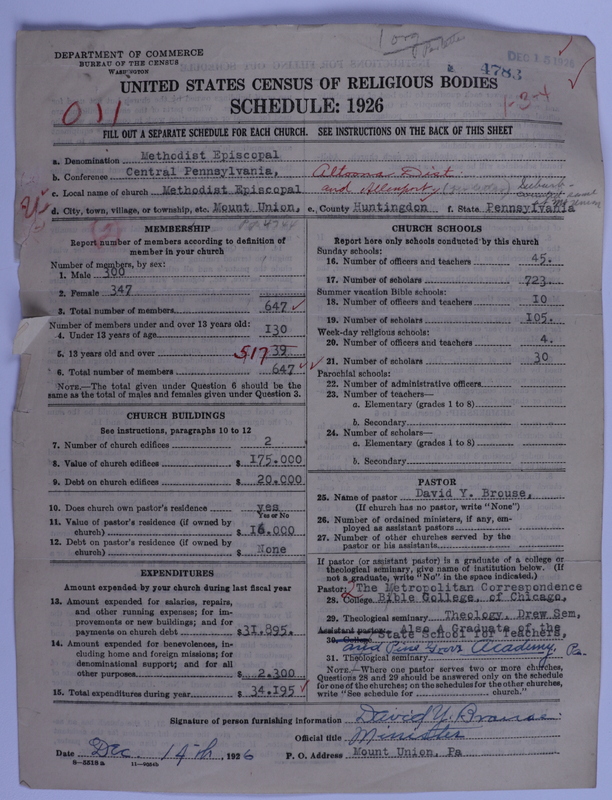 1 org
DEPARTMENT OF COMMERCE
BUREAU OF THE CENSUS
WASHINGTON
DEC 15 1926
4783
UNITED STATES CENSUS OF RELIGIOUS BODIES
SCHEDULE: 1926
011
1-3-4
FILL OUT A SEPARATE SCHEDULE FOR EACH CHURCH. SEE INSTRUCTIONS ON THE BACK OF THIS SHEET
a. Denomination Methodist Episcopal
b. Conference Central Pennsylvania, Altoona Dist.
c. Local name of church Methodist Episcopal and Allenport
d. City, town, village, or township, etc. Mount Union, e. County Huntingdon f. State Pennsylvania
(2)
MEMBERSHIP
Report number of members according to definition of member in your church
Number of members, by sex:
1. Male 300
2. Female 347
3. Total number of members 647
Number of members under and over 13 years old:
4. Under 13 years of age 130
5. 13 years old and over 517 39
6. Total number of members 647
NOTE.—The total given under Question 6 should be the same as the total of males and females given under Question 3.
CHURCH BUILDINGS
See instructions, paragraphs 10 to 12
7. Number of church edifices 2
8. Value of church edifices $ 175.000
9. Debt on church edifices $ 20.000
10. Does church own pastor's residence yes
Yes or No
11. Value of pastor's residence (if owned by church) $ 16.000
12. Debt on pastor's residence (if owned by church) $ None
EXPENDITURES
Amount expended by your church during last fiscal year
13. Amount expended for salaries, repairs, and other running expenses; for improvements or new buildings; and for payments on church debt $31.895.
14. Amount expended for benevolences, including home and foreign missions; for denominational support; and for all other purposes $ 2.300
15. Total expenditures during year $ 34.195
CHURCH SCHOOLS
Report here only schools conducted by this church
Sunday schools:
16. Number of officers and teachers 45.
17. Number of scholars 723.
Summer vacation Bible schools:
18. Number of officers and teachers 10
19. Number of scholars 105.
Week-day religious schools:
20. Number of officers and teachers 4.
21. Number of scholars 30
Parochial schools:
22. Number of administrative officers
23. Number of teachers—
a. Elementary (grades 1 to 8)
b. Secondary
24. Number of scholars—
a. Elementary (grades 1 to 8)
b. Secondary
PASTOR
25. Name of pastor David Y. Brouse,
(If church has no pastor, write "None")
26. Number of ordained ministers, if any, employed as assistant pastors
27. Number of other churches served by the pastor or his assistants
If pastor (or assistant pastor) is a graduate of a college or theological seminary, give name of institution below. (If not a graduate, write "No" in the space indicated.)
Pastor: The Metropolitan Correspondence
28. College Bible College, of Chicago,
29. Theological seminary Theology, Drew Sem,
Assistant pastor: Also A Graduate of the
30. College State School for Teachers,
and Pine Grove Academy, Pa.
31. Theological seminary
NOTE.—Where one pastor serves two or more churches, Questions 28 and 29 should be answered only on the schedule for one of the churches; on the schedules for the other churches, write "See schedule for church."
Signature of person furnishing information David Y. Brouse
Official title Minister
Date Dec. 14th, 1926 P. O. Address Mount Union, Pa
8—5518a 11—9564b